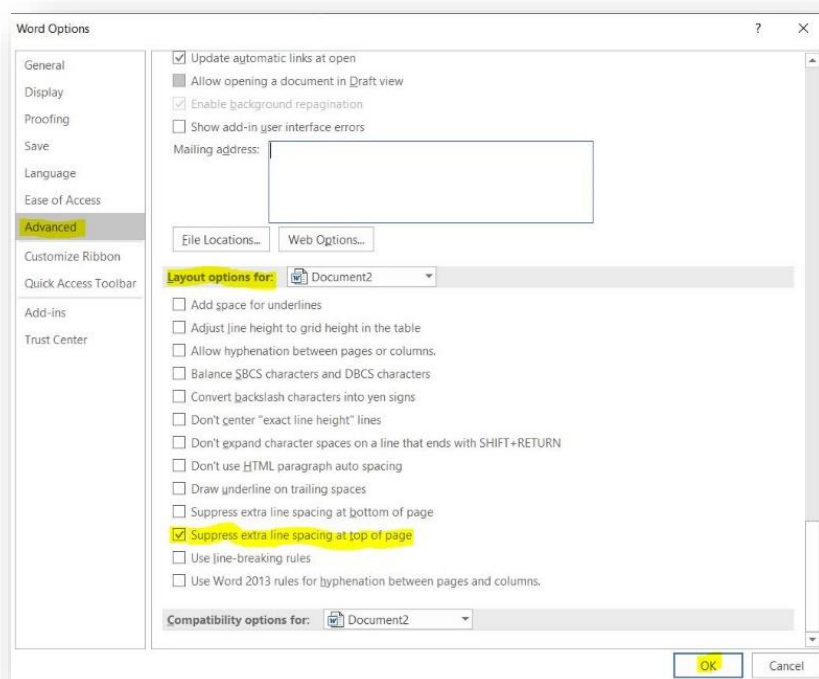 Word Options
?
General
Display
Proofing
Save
Language
Ease of Access
Advanced
Customize Ribbon
Quick Access Toolbar
Add-ins
Trust Center
Update automatic links at open
Allow opening a document in Draft view
Enable background repagination
Show add-in user interface errors
Mailing address:
File Locations...
Web Options...
Layout options for:
Document2
Add space for underlines
Adjust line height to grid height in the table
Allow hyphenation between pages or columns.
Balance SBCS characters and DBCS characters
Convert backslash characters into yen signs
Don't center "exact line height" lines
Don't expand character spaces on a line that ends with SHIFT+RETURN
Don't use HTML paragraph auto spacing
Draw underline on trailing spaces
Suppress extra line spacing at bottom of page
Suppress extra line spacing at top of page
Use line-breaking rules
Use Word 2013 rules for hyphenation between pages and columns.
Compatibility options for:
Document2
OK
Cancel